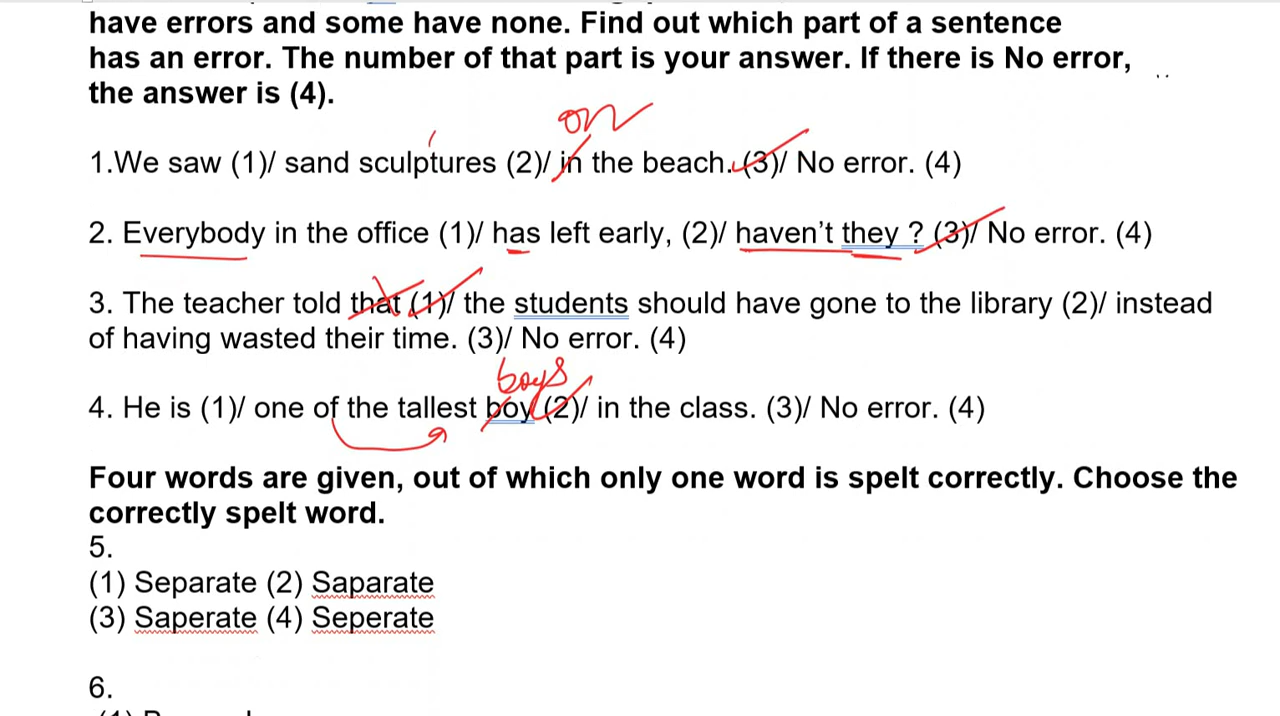 have errors and some have none. Find out which part of a sentence
has an error. The number of that part is your answer. If there is No error,
the answer is (4).
on
1.We saw (1)/ sand sculptures (2)/ in the beach. (3)/ No error. (4)
2. Everybody in the office (1)/ has left early, (2)/ haven’t they ? (3)/ No error. (4)
3. The teacher told that (1)/ the students should have gone to the library (2)/ instead
of having wasted their time. (3)/ No error. (4)
boys
4. He is (1)/ one of the tallest boy (2)/ in the class. (3)/ No error. (4)
Four words are given, out of which only one word is spelt correctly. Choose the
correctly spelt word.
5.
(1) Separate (2) Saparate
(3) Saperate (4) Seperate
6.